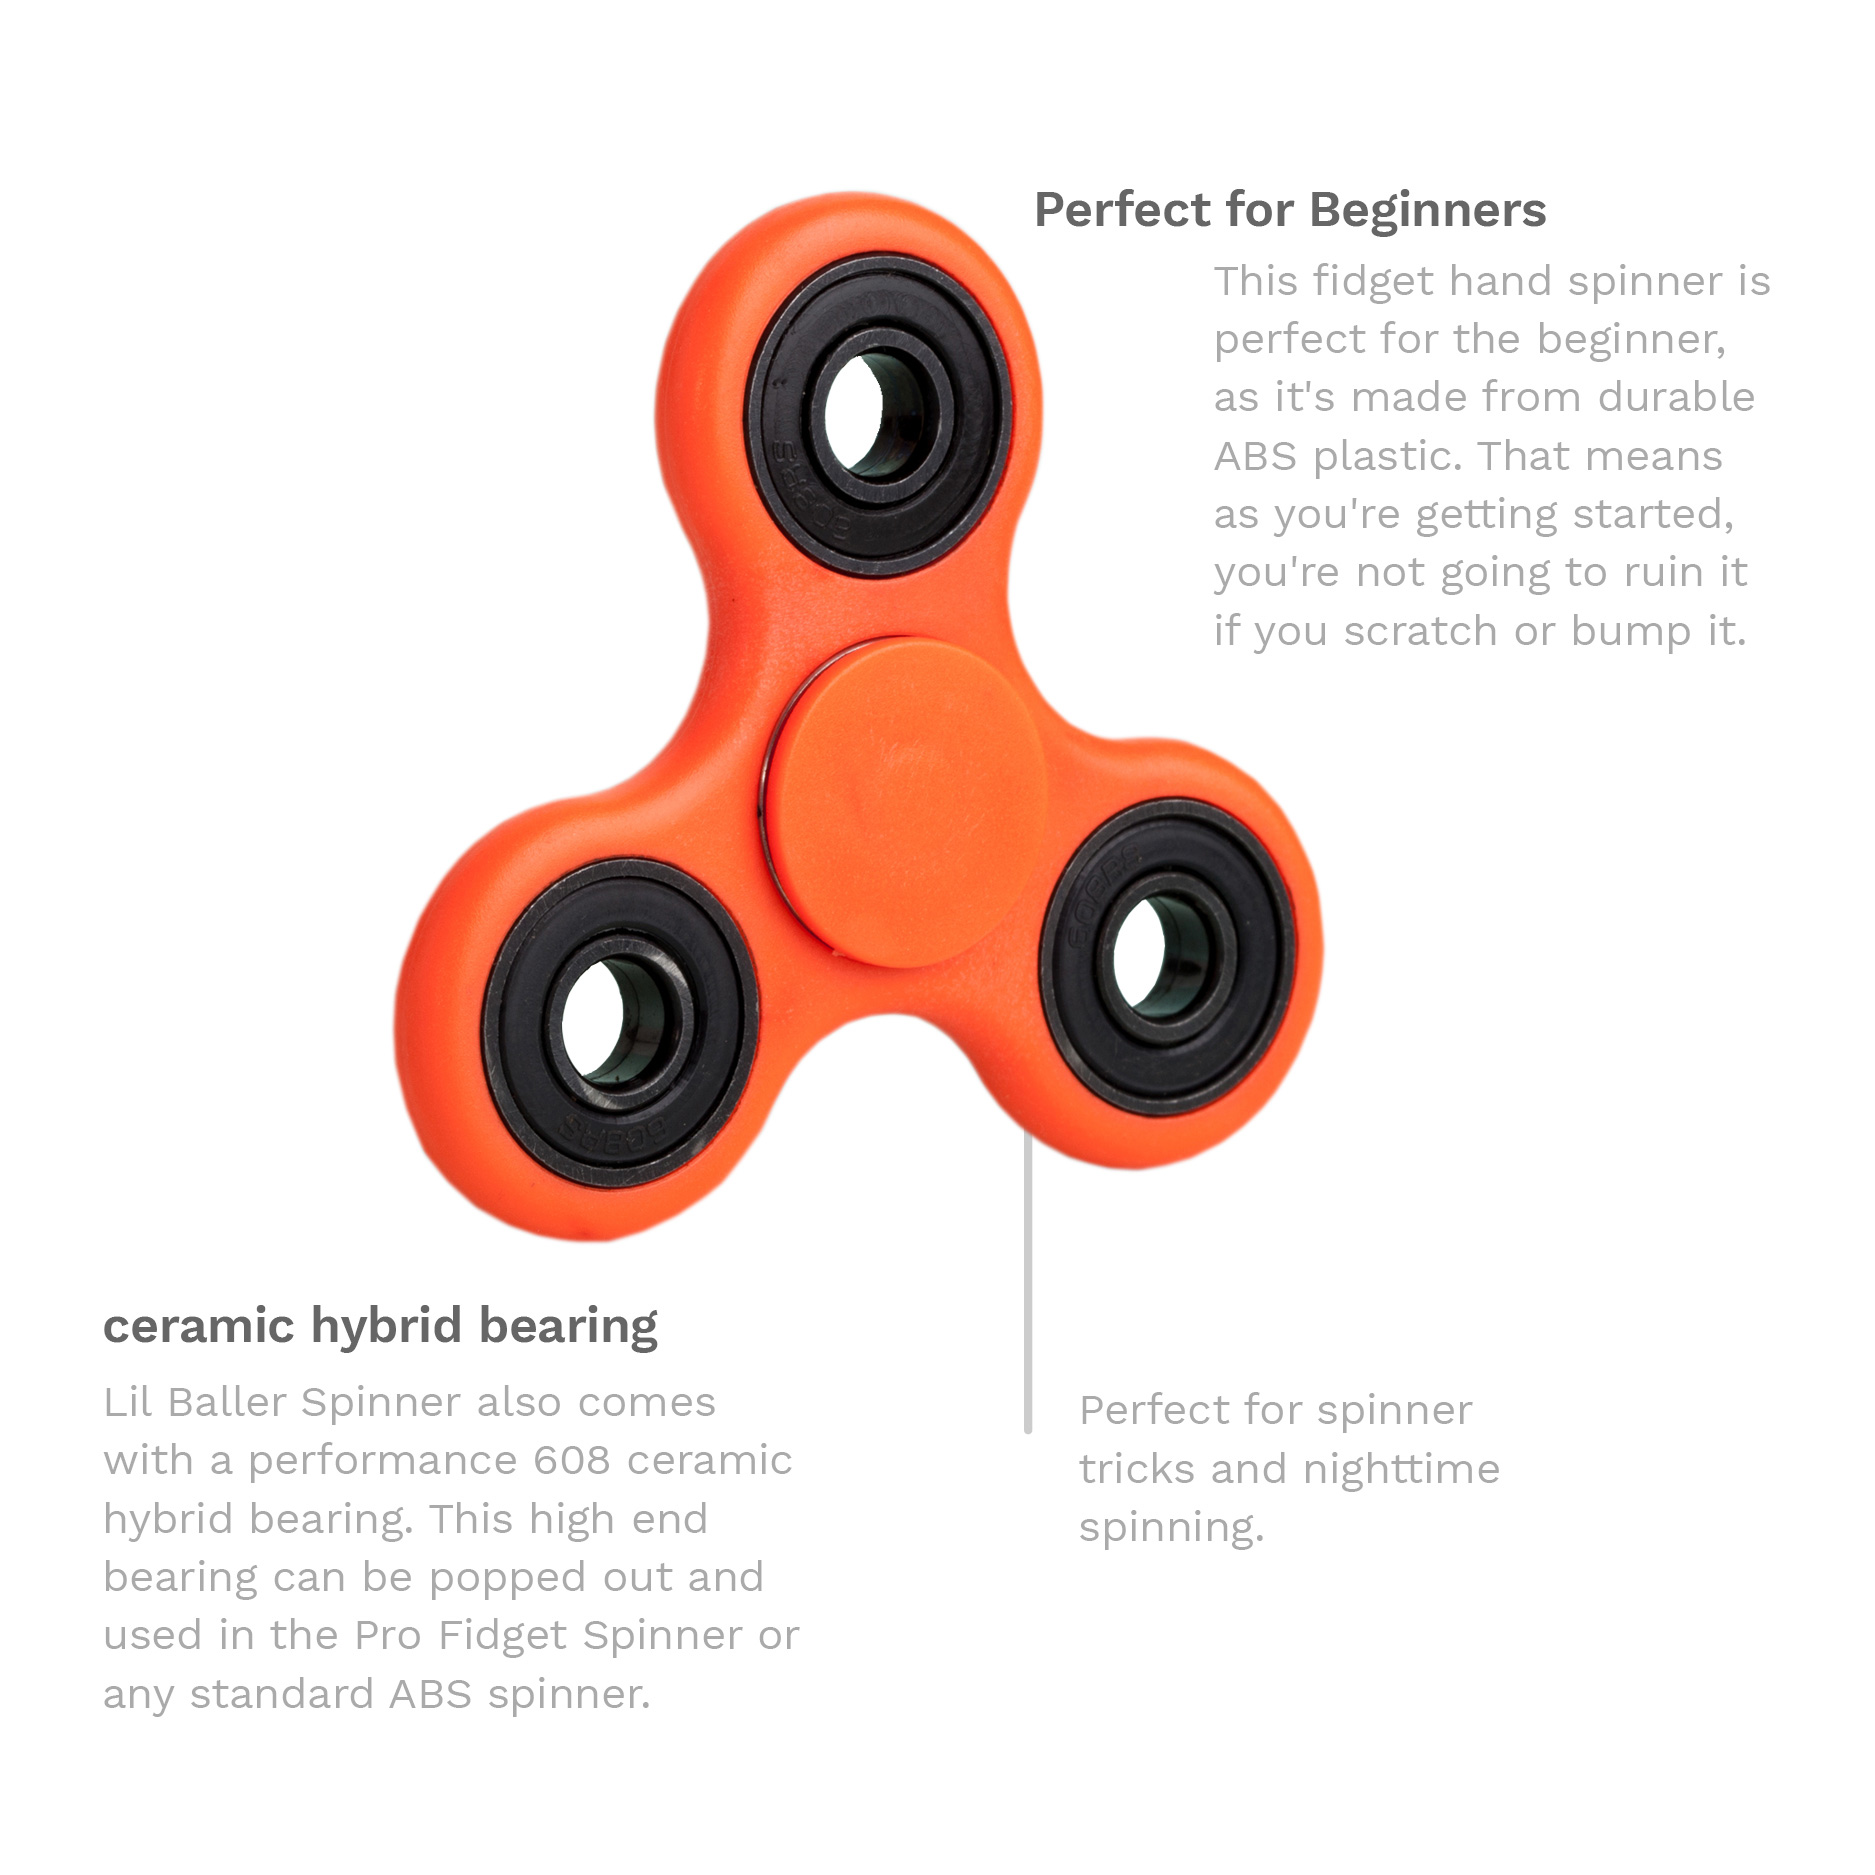 Perfect for Beginners
This fidget hand spinner is
perfect for the beginner,
as it's made from durable
ABS plastic. That means
as you're getting started,
you're not going to ruin it
if you scratch or bump it.
ceramic hybrid bearing
Lil Baller Spinner also comes
with a performance 608 ceramic
hybrid bearing. This high end
bearing can be popped out and
used in the Pro Fidget Spinner or
any standard ABS spinner.
Perfect for spinner
tricks and nighttime
spinning.